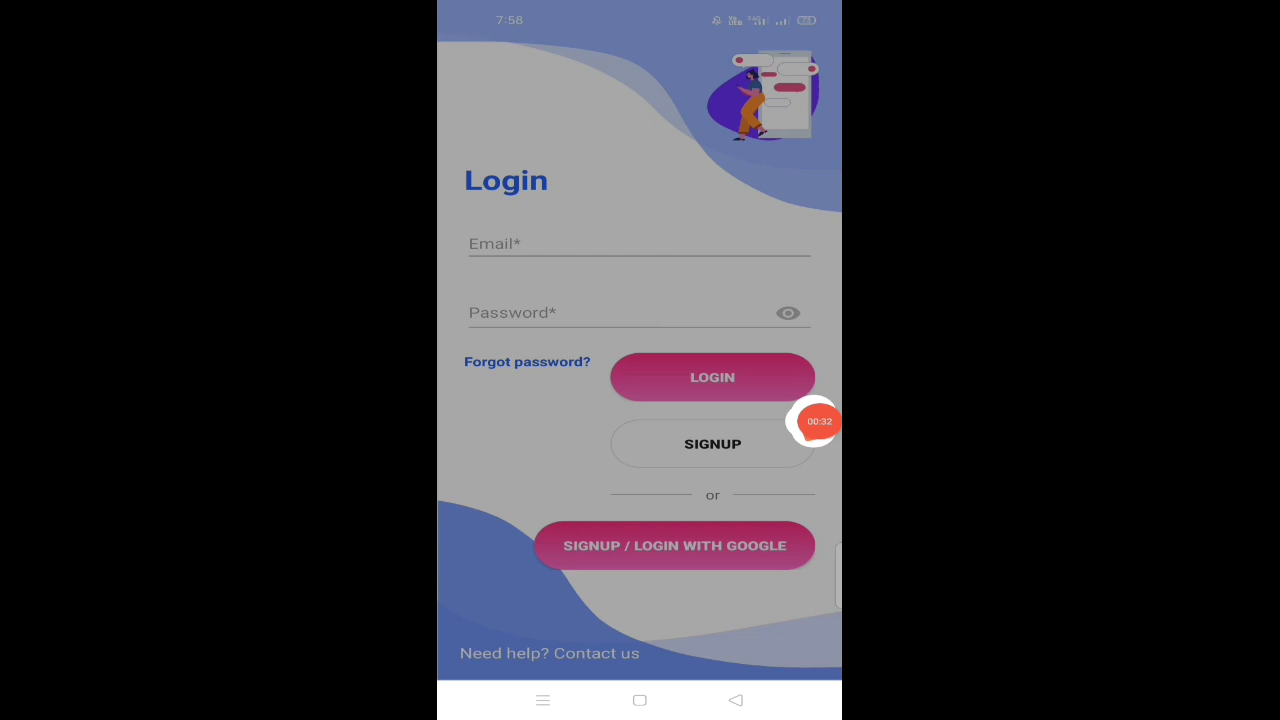 7:58
Login
Email*
Password*
Forgot password?
LOGIN
00:32
SIGNUP
or
SIGNUP / LOGIN WITH GOOGLE
Need help? Contact us